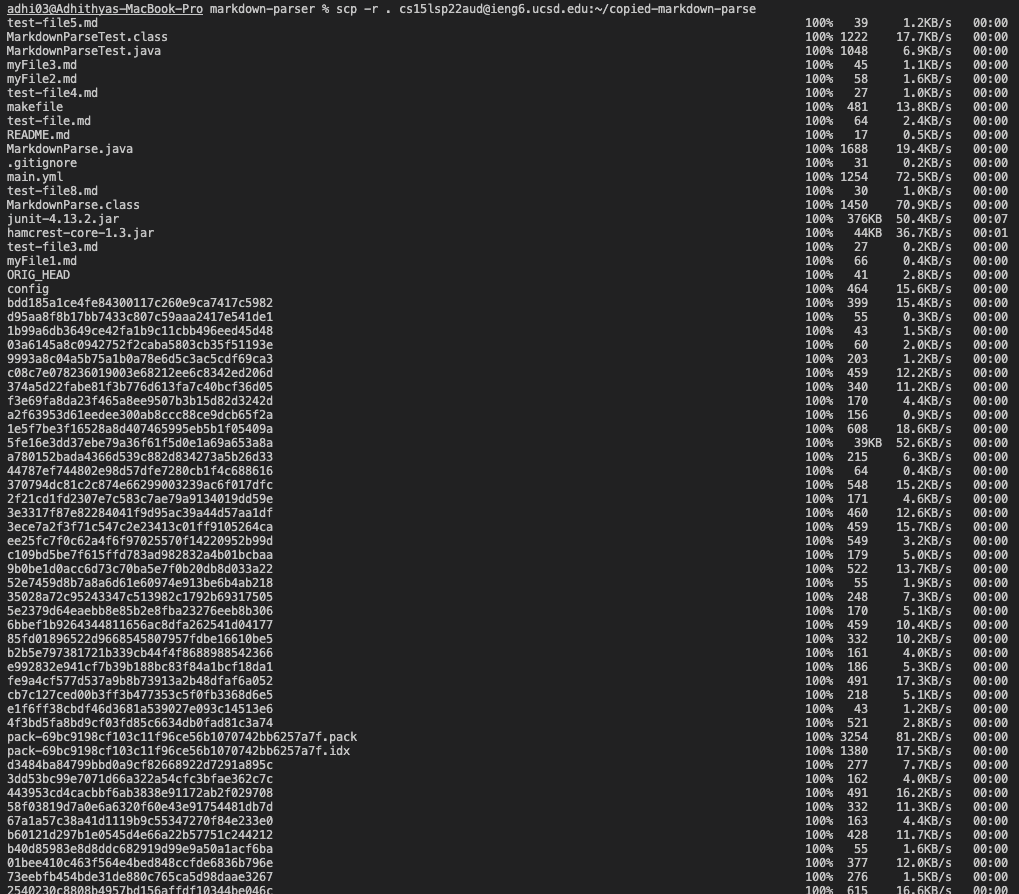 adhi03@Adhithyas-MacBook-Pro markdown-parser % scp -r . cs15lsp22aud@ieng6.ucsd.edu:~/copied-markdown-parse
test-file5.md 100% 39 1.2KB/s 00:00
MarkdownParseTest.class 100% 1222 17.7KB/s 00:00
MarkdownParseTest.java 100% 1048 6.9KB/s 00:00
myFile3.md 100% 45 1.1KB/s 00:00
myFile2.md 100% 58 1.6KB/s 00:00
test-file4.md 100% 27 1.0KB/s 00:00
makefile 100% 481 13.8KB/s 00:00
test-file.md 100% 64 2.4KB/s 00:00
README.md 100% 17 0.5KB/s 00:00
MarkdownParse.java 100% 1688 19.4KB/s 00:00
.gitignore 100% 31 0.2KB/s 00:00
main.yml 100% 1254 72.5KB/s 00:00
test-file8.md 100% 30 1.0KB/s 00:00
MarkdownParse.class 100% 1450 70.9KB/s 00:00
junit-4.13.2.jar 100% 376KB 50.4KB/s 00:07
hamcrest-core-1.3.jar 100% 44KB 36.7KB/s 00:01
test-file3.md 100% 27 0.2KB/s 00:00
myFile1.md 100% 66 0.4KB/s 00:00
ORIG_HEAD 100% 41 2.8KB/s 00:00
config 100% 464 15.6KB/s 00:00
bdd185a1ce4fe84300117c260e9ca7417c5982 100% 399 15.4KB/s 00:00
d95aa8f8b17bb7433c807c59aaa2417e541de1 100% 55 0.3KB/s 00:00
1b99a6db3649ce42fa1b9c11cbb496eed45d48 100% 43 1.5KB/s 00:00
03a6145a8c0942752f2caba5803cb35f51193e 100% 60 2.0KB/s 00:00
9993a8c04a5b75a1b0a78e6d5c3ac5cdf69ca3 100% 203 1.2KB/s 00:00
c08c7e078236019003e68212ee6c8342ed206d 100% 459 12.2KB/s 00:00
374a5d22fabe81f3b776d613fa7c40bcf36d05 100% 340 11.2KB/s 00:00
f3e69fa8da23f465a8ee9507b3b15d82d3242d 100% 170 4.4KB/s 00:00
a2f63953d61eedee300ab8ccc88ce9dcb65f2a 100% 156 0.9KB/s 00:00
1e5f7be3f16528a8d407465995eb5b1f05409a 100% 608 18.6KB/s 00:00
5fe16e3dd37ebe79a36f61f5d0e1a69a653a8a 100% 39KB 52.6KB/s 00:00
a780152bada4366d539c882d834273a5b26d33 100% 215 6.3KB/s 00:00
44787ef744802e98d57dfe7280cb1f4c688616 100% 64 0.4KB/s 00:00
370794dc81c2c874e66299003239ac6f017dfc 100% 548 15.2KB/s 00:00
2f21cd1fd2307e7c583c7ae79a9134019dd59e 100% 171 4.6KB/s 00:00
3e3317f87e82284041f9d95ac39a44d57aa1df 100% 460 12.6KB/s 00:00
3ece7a2f3f71c547c2e23413c01ff9105264ca 100% 459 15.7KB/s 00:00
ee25fc7f0c62a4f6f97025570f14220952b99d 100% 549 3.2KB/s 00:00
c109bd5be7f615ffd783ad982832a4b01bcbaa 100% 179 5.0KB/s 00:00
9b0be1d0acc6d73c70ba5e7f0b20db8d033a22 100% 522 13.7KB/s 00:00
52e7459d8b7a8a6d61e60974e913be6b4ab218 100% 55 1.9KB/s 00:00
35028a72c95243347c513982c1792b69317505 100% 248 7.3KB/s 00:00
5e2379d64eaebb8e85b2e8fba23276eeb8b306 100% 170 5.1KB/s 00:00
6bbef1b9264344811656ac8dfa262541d04177 100% 459 10.4KB/s 00:00
85fd01896522d9668545807957fdbe16610be5 100% 332 10.2KB/s 00:00
b2b5e797381721b339cb44f4f8688988542366 100% 161 4.0KB/s 00:00
e992832e941cf7b39b188bc83f84a1bcf18da1 100% 186 5.3KB/s 00:00
fe9a4cf577d537a9b8b73913a2b48dfaf6a052 100% 491 17.3KB/s 00:00
cb7c127ced00b3ff3b477353c5f0fb3368d6e5 100% 218 5.1KB/s 00:00
e1f6ff38cbdf46d3681a539027e093c14513e6 100% 43 1.2KB/s 00:00
4f3bd5fa8bd9cf03fd85c6634db0fad81c3a74 100% 521 2.8KB/s 00:00
pack-69bc9198cf103c11f96ce56b1070742bb6257a7f.pack 100% 3254 81.2KB/s 00:00
pack-69bc9198cf103c11f96ce56b1070742bb6257a7f.idx 100% 1380 17.5KB/s 00:00
d3484ba84799bbd0a9cf82668922d7291a895c 100% 277 7.7KB/s 00:00
3dd53bc99e7071d66a322a54cfc3bfae362c7c 100% 162 4.0KB/s 00:00
443953cd4cacbbf6ab3838e91172ab2f029708 100% 491 16.2KB/s 00:00
58f03819d7a0e6a6320f60e43e91754481db7d 100% 332 11.3KB/s 00:00
67a1a57c38a41d1119b9c55347270f84e233e0 100% 163 4.4KB/s 00:00
b60121d297b1e0545d4e66a22b57751c244212 100% 428 11.7KB/s 00:00
b40d85983e8d8ddc682919d99e9a50a1acf6ba 100% 55 1.6KB/s 00:00
01bee410c463f564e4bed848ccfde6836b796e 100% 377 12.0KB/s 00:00
73eebfb454bde31de880c765ca5d98daae3267 100% 276 1.5KB/s 00:00
2540230c8808b4957bd156affdf10344be046c 100% 615 16.6KB/s 00:00